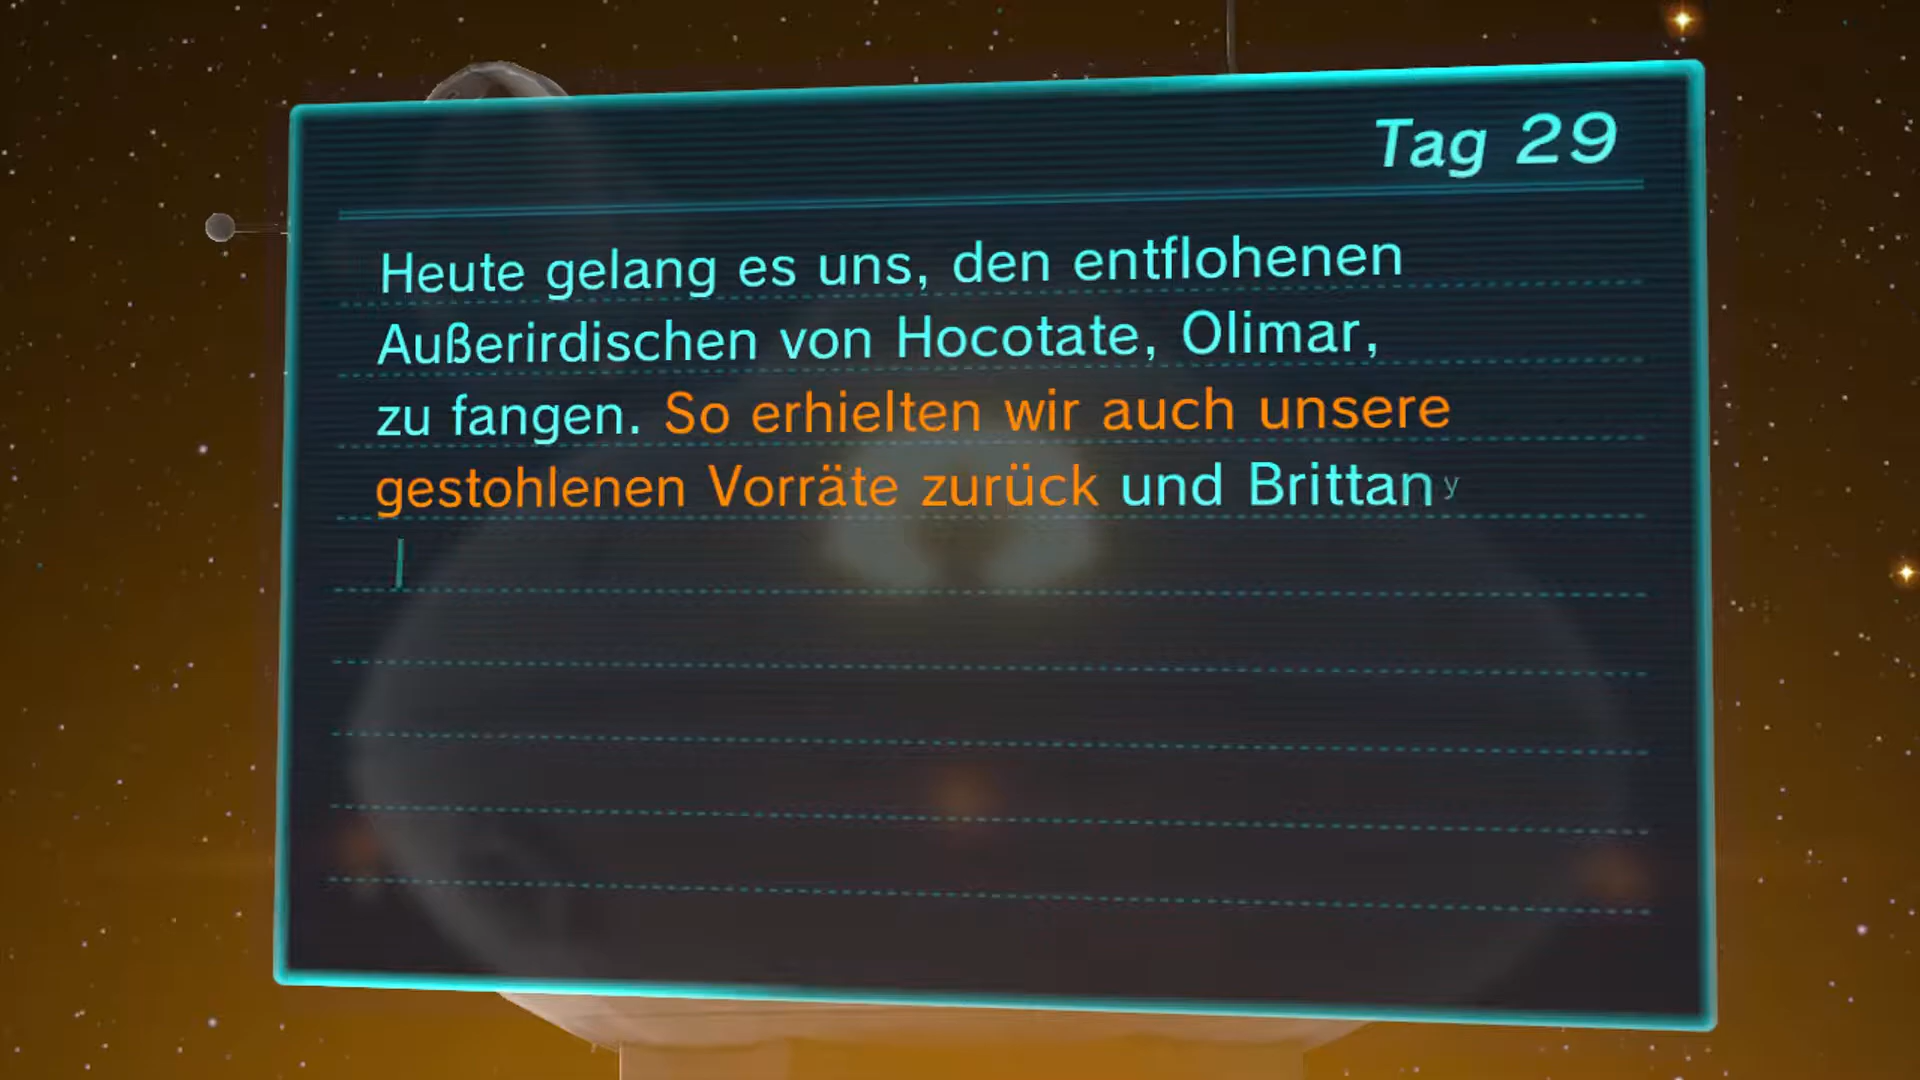 Tag 29
Heute gelang es uns, den entflohenen
Außerirdischen von Hocotate, Olimar,
zu fangen. So erhielten wir auch unsere
gestohlenen Vorräte zurück und Brittany